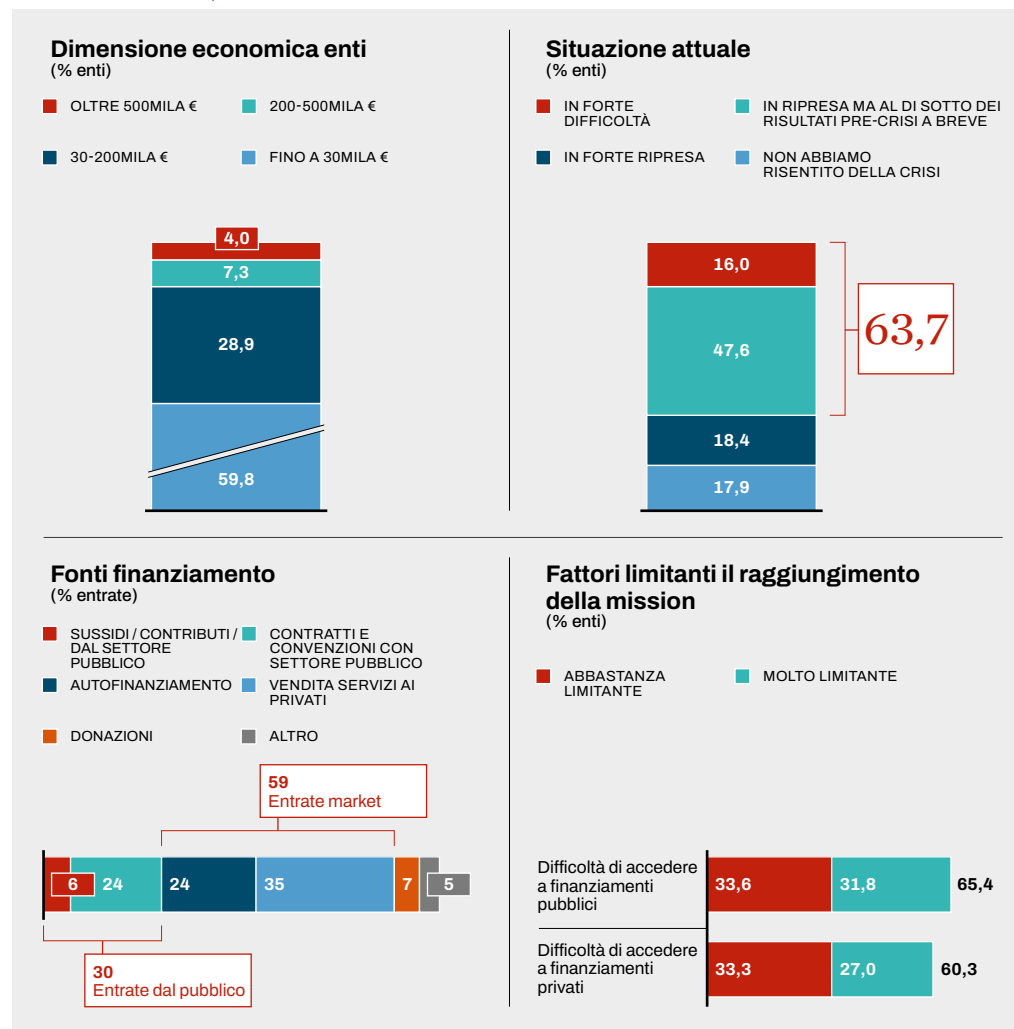 Dimensione economica enti
(% enti)
OLTRE 500MILA €
200-500MILA €
30-200MILA €
FINO A 30MILA €
4,0
7,3
28,9
59,8
Situazione attuale
(% enti)
IN FORTE
DIFFICOLTÀ
IN RIPRESA MA AL DI SOTTO DEI
RISULTATI PRE-CRISI A BREVE
IN FORTE RIPRESA
NON ABBIAMO
RISENTITO DELLA CRISI
16,0
47,6
63,7
18,4
17,9
Fonti finanziamento
(% entrate)
SUSSIDI / CONTRIBUTI /
DAL SETTORE
PUBBLICO
CONTRATTI E
CONVENZIONI CON
SETTORE PUBBLICO
AUTOFINANZIAMENTO
VENDITA SERVIZI AI
PRIVATI
DONAZIONI
ALTRO
59
Entrate market
6
24
24
35
7
5
30
Entrate dal pubblico
Fattori limitanti il raggiungimento
della mission
(% enti)
ABBASTANZA
LIMITANTE
MOLTO LIMITANTE
Difficoltà di accedere
a finanziamenti
pubblici
33,6
31,8
65,4
Difficoltà di accedere
a finanziamenti
privati
33,3
27,0
60,3